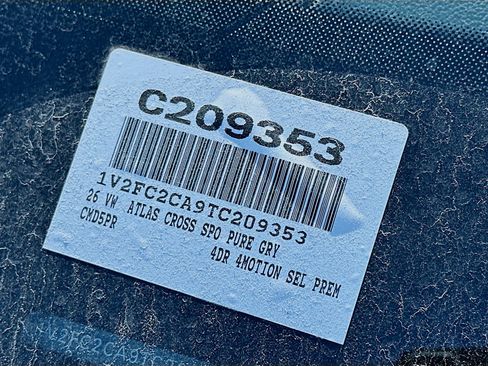 C209353
1V2FC2CA9TC209353
26 VW ATLAS CROSS SPO PURE GRY
CMD5PR 4DR 4MOTION SEL PREM